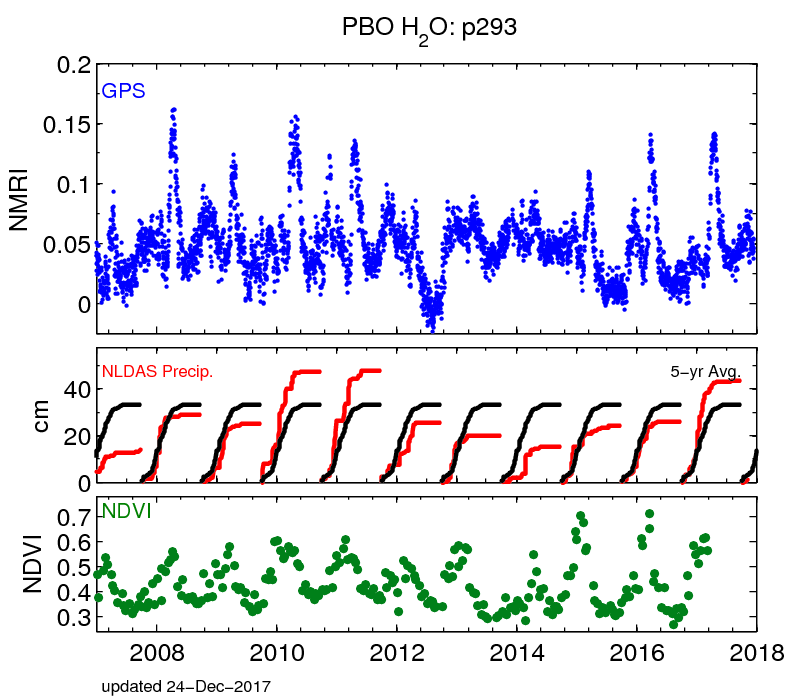 PBO H2O: p293
0.2
GPS
0.15
0.1
0.05
0
NMRI
NLDAS Precip.
5−yr Avg.
40
20
0
cm
NDVI
0.7
0.6
0.5
0.4
0.3
NDVI
2008 2010 2012 2014 2016 2018
updated 24−Dec−2017